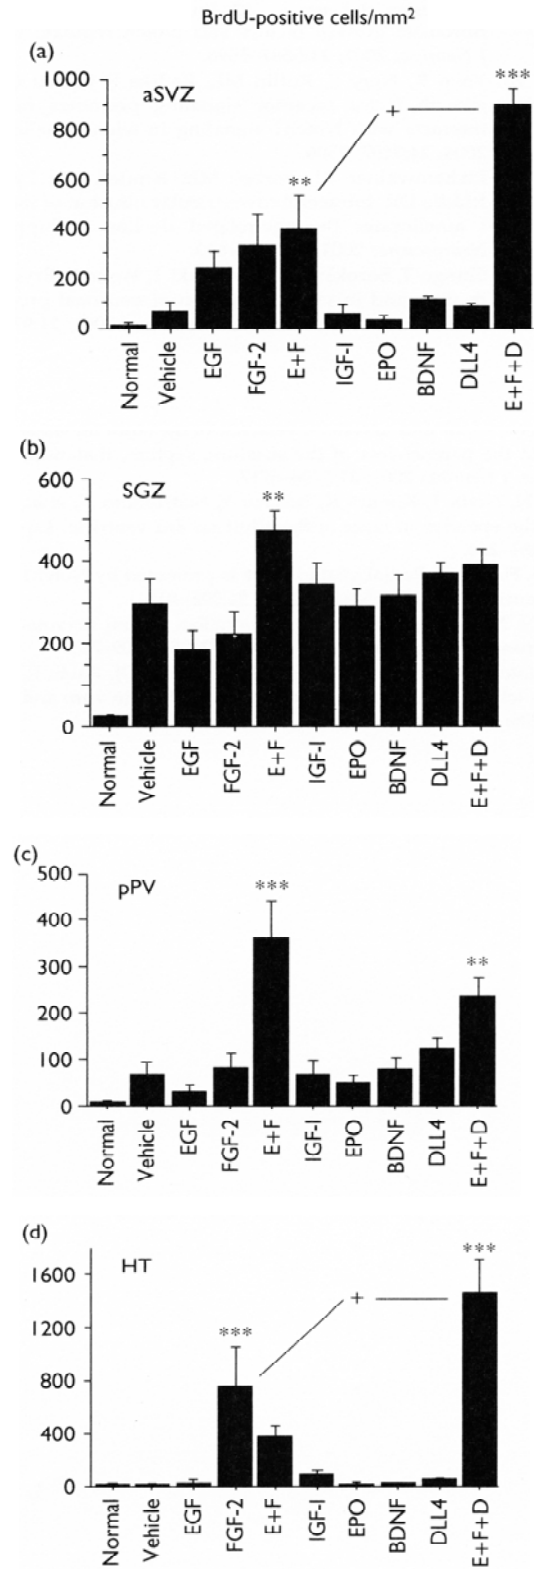 BrdU-positive cells/mm²
(a)
aSVZ
***
+
**
1000
800
600
400
200
0
Normal
Vehicle
EGF
FGF-2
E+F
IGF-I
EPO
BDNF
DLL4
E+F+D
(b)
SGZ
**
600
400
200
0
Normal
Vehicle
EGF
FGF-2
E+F
IGF-I
EPO
BDNF
DLL4
E+F+D
(c)
pPV
***
**
500
400
300
200
100
0
Normal
Vehicle
EGF
FGF-2
E+F
IGF-I
EPO
BDNF
DLL4
E+F+D
(d)
HT
***
+
***
1600
1200
800
400
0
Normal
Vehicle
EGF
FGF-2
E+F
IGF-I
EPO
BDNF
DLL4
E+F+D